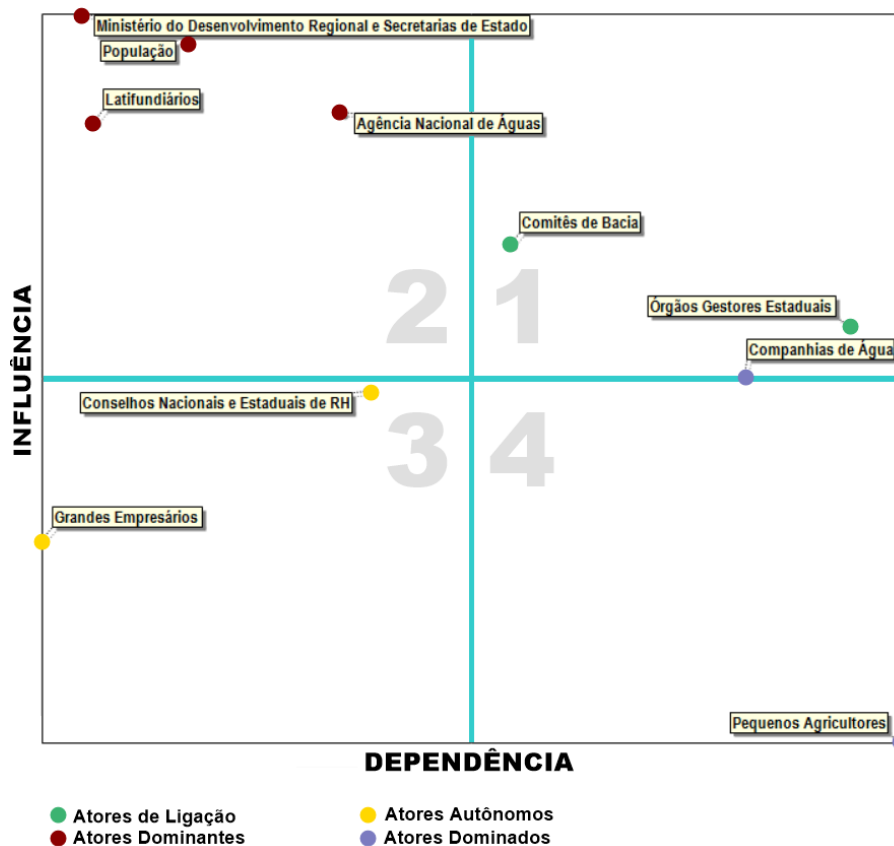 Ministério do Desenvolvimento Regional e Secretarias de Estado
População
Latifundiários
Agência Nacional de Águas
Comitês de Bacia
2 1
Órgãos Gestores Estaduais
Companhias de Água
INFLUÊNCIA
Conselhos Nacionais e Estaduais de RH
3 4
Grandes Empresários
Pequenos Agricultores
DEPENDÊNCIA
Atores de Ligação
Atores Autônomos
Atores Dominantes
Atores Dominados